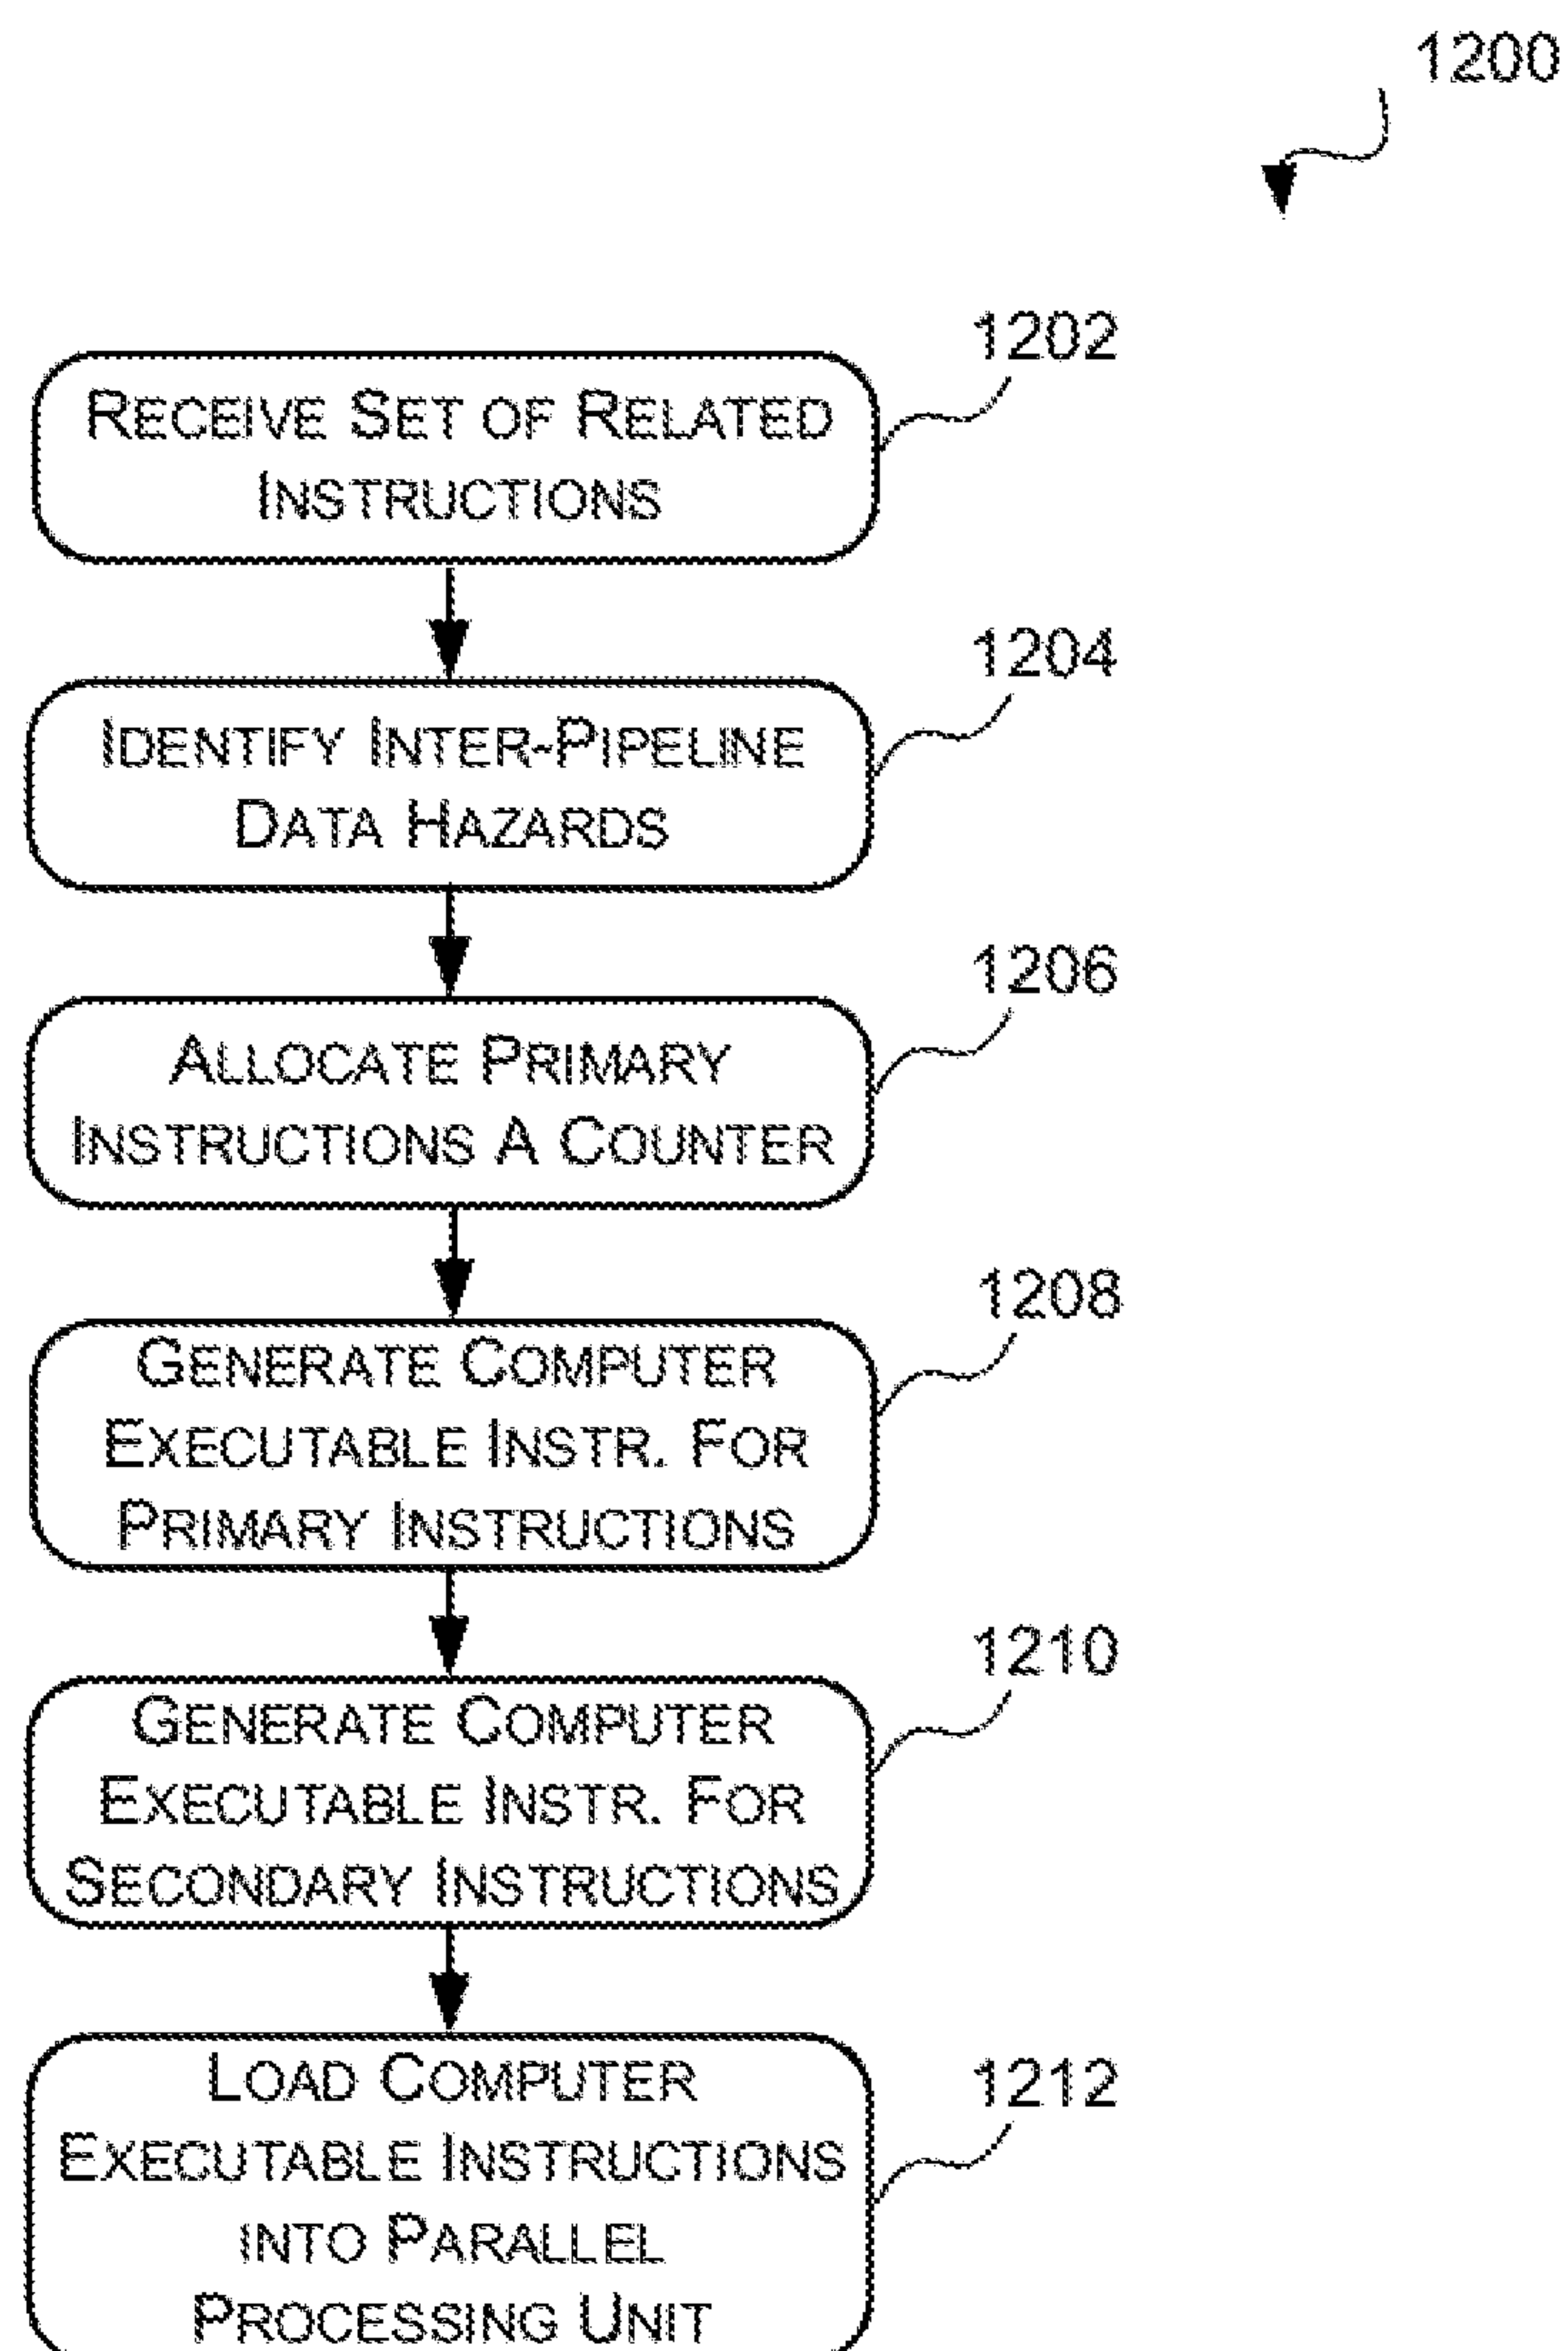 1200
1202
RECEIVE SET OF RELATED
INSTRUCTIONS
1204
IDENTIFY INTER-PIPELINE
DATA HAZARDS
1206
ALLOCATE PRIMARY
INSTRUCTIONS A COUNTER
1208
GENERATE COMPUTER
EXECUTABLE INSTR. FOR
PRIMARY INSTRUCTIONS
1210
GENERATE COMPUTER
EXECUTABLE INSTR. FOR
SECONDARY INSTRUCTIONS
1212
LOAD COMPUTER
EXECUTABLE INSTRUCTIONS
INTO PARALLEL
PROCESSING UNIT